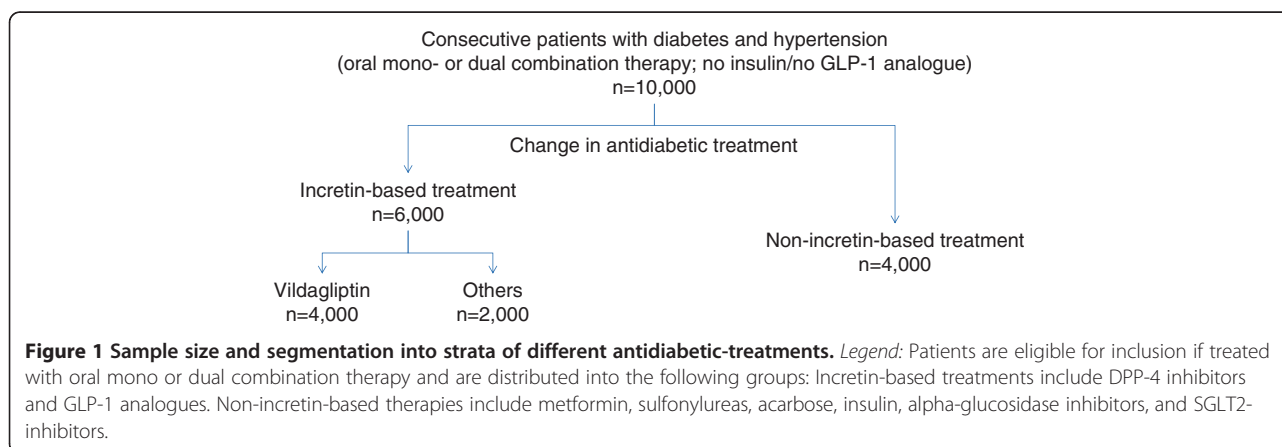 Consecutive patients with diabetes and hypertension
(oral mono- or dual combination therapy; no insulin/no GLP-1 analogue)
n=10,000
Change in antidiabetic treatment
Incretin-based treatment
n=6,000
Non-incretin-based treatment
n=4,000
Vildagliptin
n=4,000
Others
n=2,000
Figure 1 Sample size and segmentation into strata of different antidiabetic-treatments. Legend: Patients are eligible for inclusion if treated
with oral mono or dual combination therapy and are distributed into the following groups: Incretin-based treatments include DPP-4 inhibitors
and GLP-1 analogues. Non-incretin-based therapies include metformin, sulfonylureas, acarbose, insulin, alpha-glucosidase inhibitors, and SGLT2-
inhibitors.